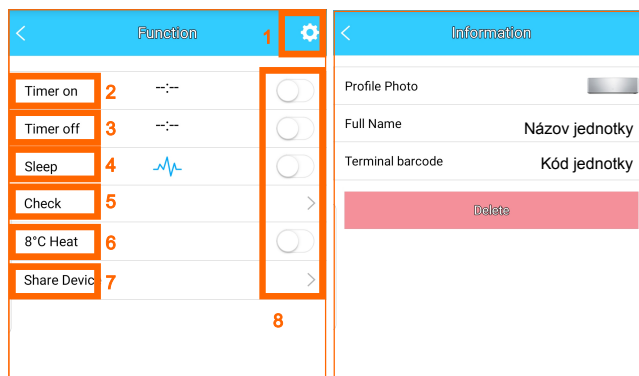 Function
1
Timer on 2 --:--
Timer off 3 --:--
Sleep 4
Check 5
8°C Heat 6
Share Devic 7
8
Information
Profile Photo
Full Name Názov jednotky
Terminal barcode Kód jednotky
Delete